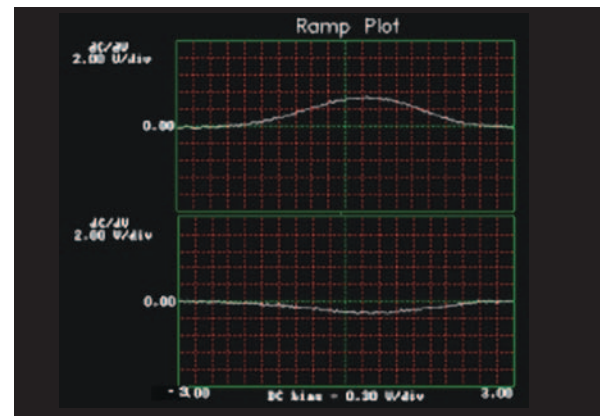 Ramp Plot
dC/dV
2.00 V/div
0.00
dC/dV
2.00 V/div
0.00
-3.00 DC bias - 0.30 V/div 3.00